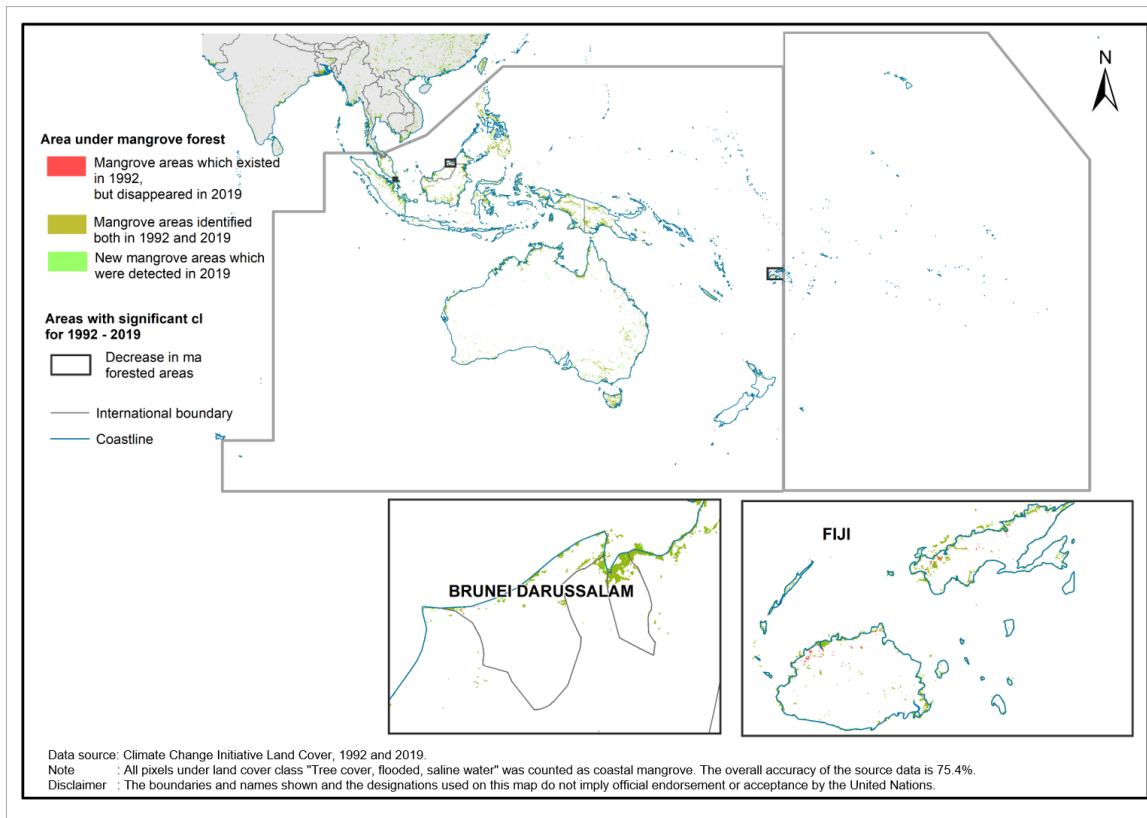 N
Area under mangrove forest
Mangrove areas which existed
in 1992,
but disappeared in 2019
Mangrove areas identified
both in 1992 and 2019
New mangrove areas which
were detected in 2019
Areas with significant cl
for 1992 - 2019
Decrease in ma
forested areas
International boundary
Coastline
BRUNEI DARUSSALAM
FIJI
Data source: Climate Change Initiative Land Cover, 1992 and 2019.
Note : All pixels under land cover class "Tree cover, flooded, saline water" was counted as coastal mangrove. The overall accuracy of the source data is 75.4%.
Disclaimer : The boundaries and names shown and the designations used on this map do not imply official endorsement or acceptance by the United Nations.